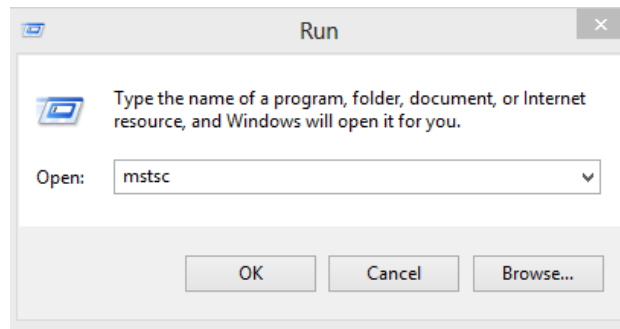 Run
Type the name of a program, folder, document, or Internet
resource, and Windows will open it for you.
Open: mstsc
OK Cancel Browse...